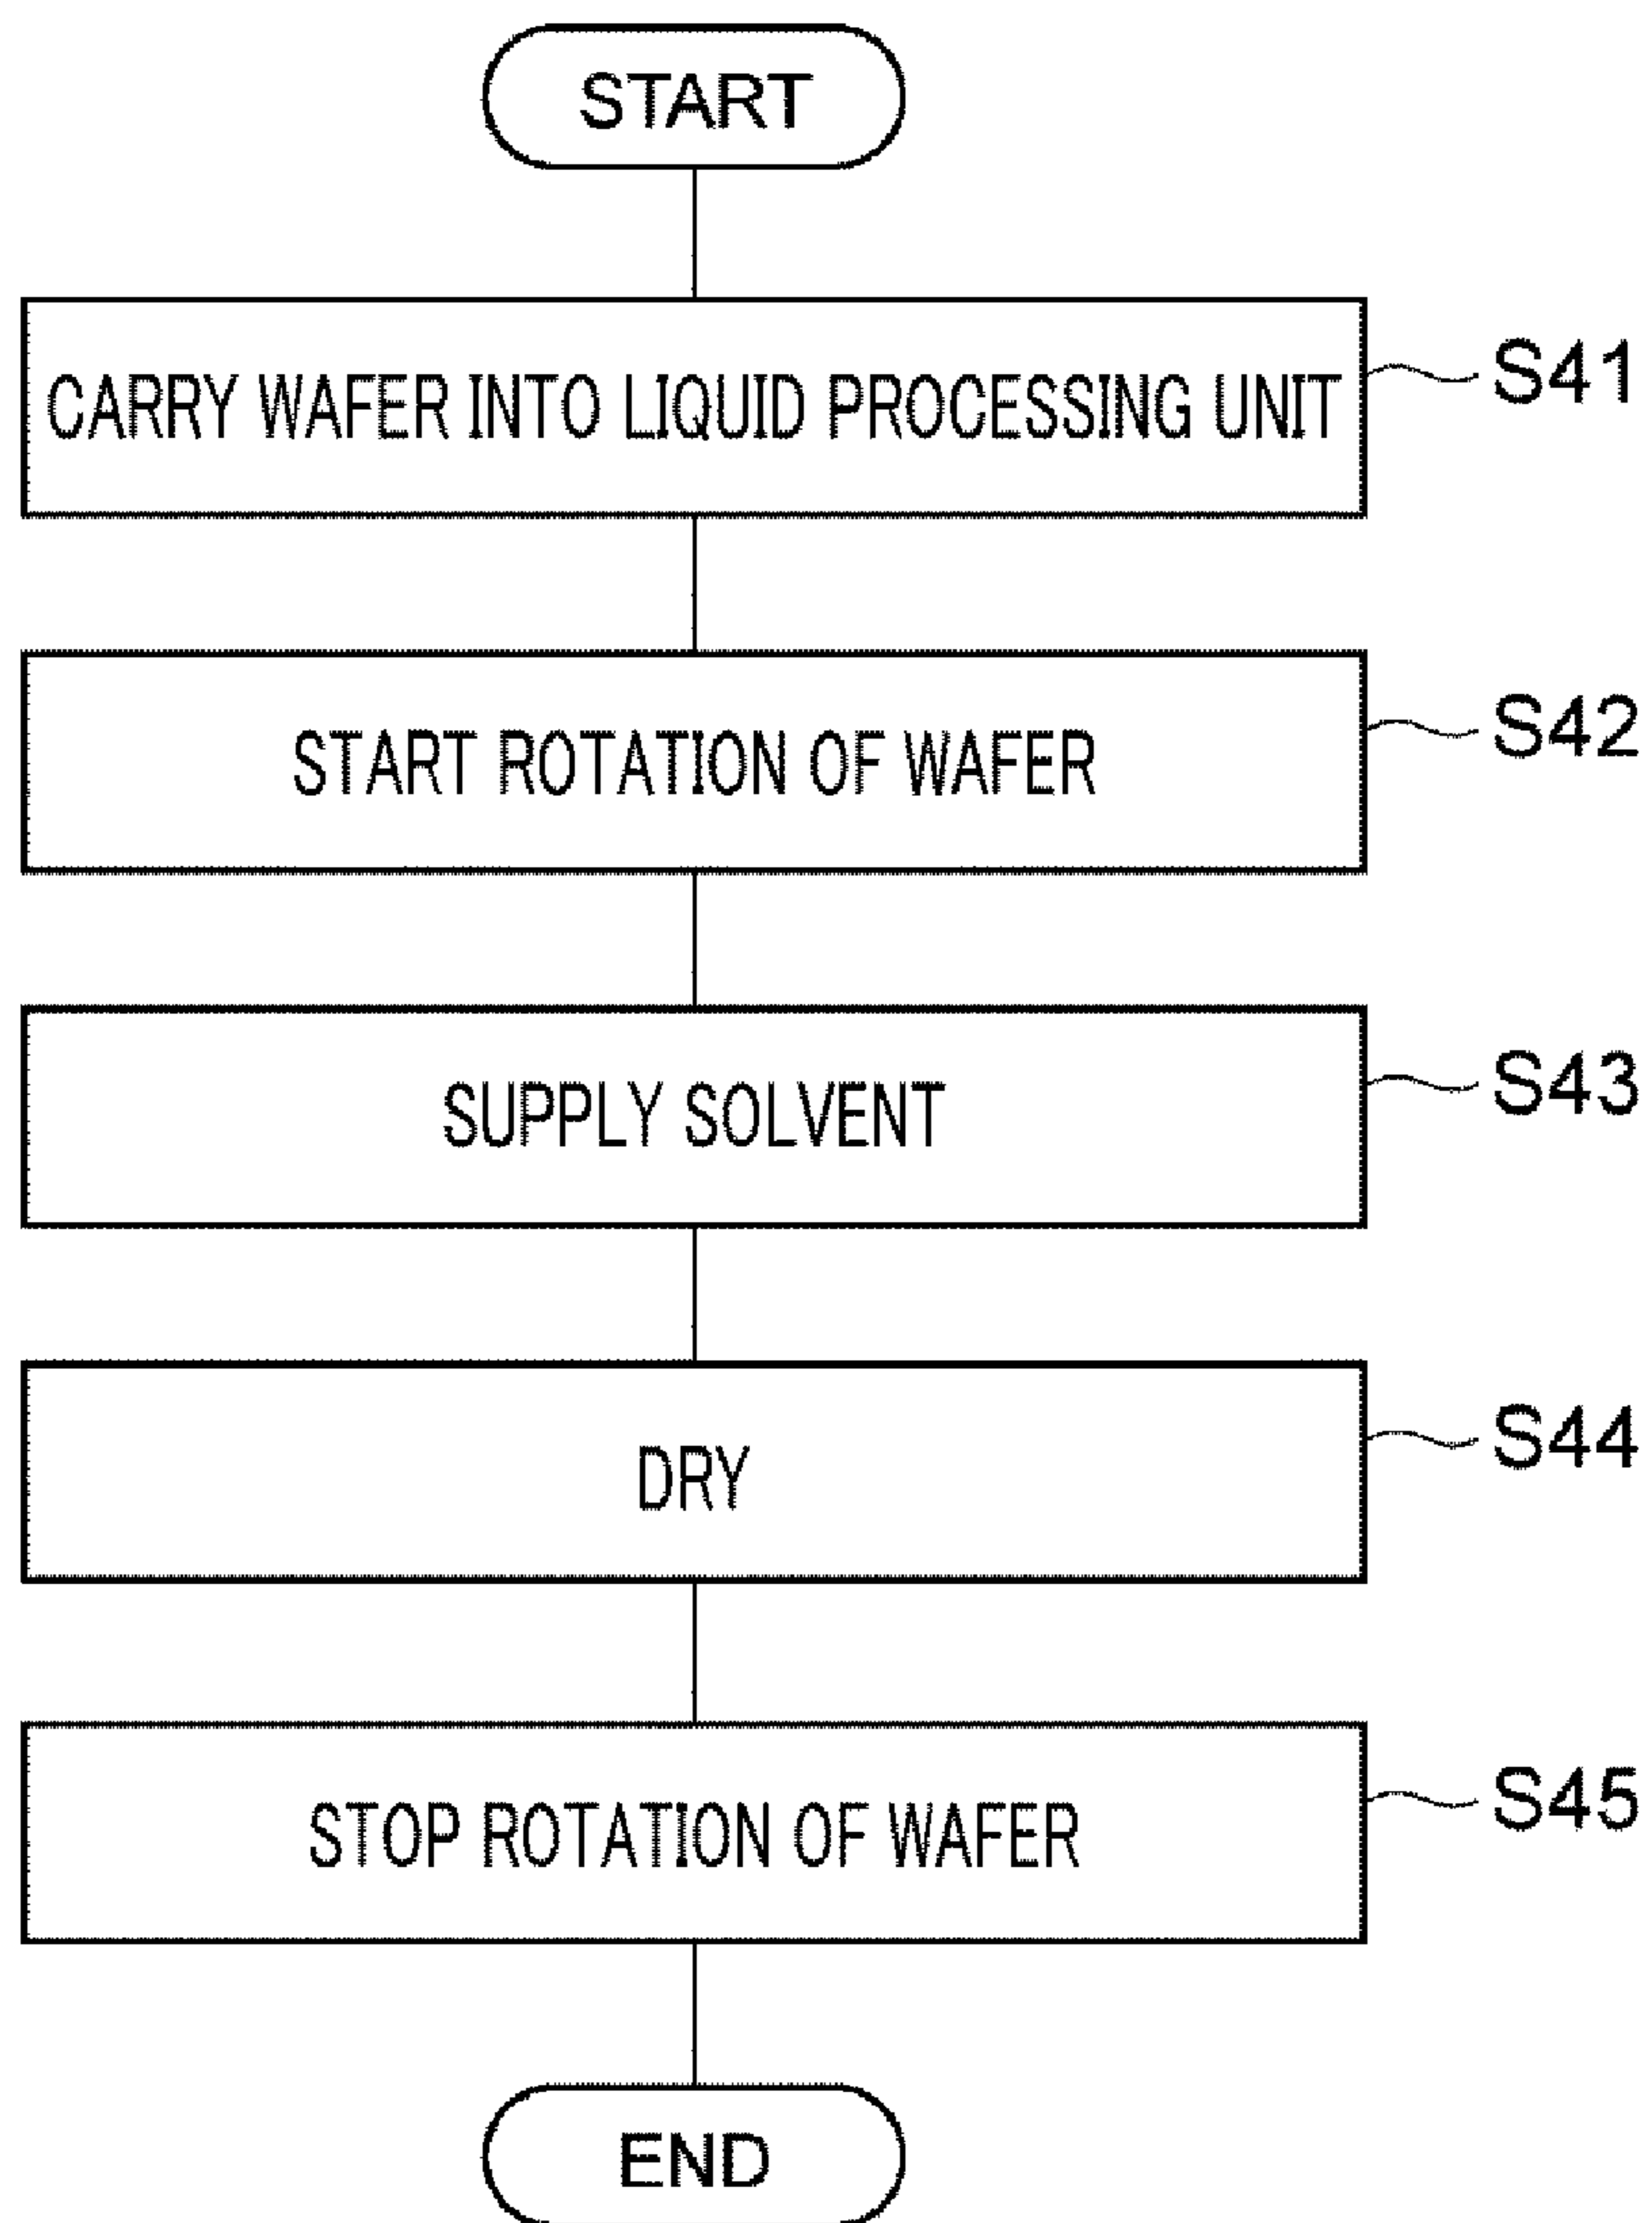 START
CARRY WAFER INTO LIQUID PROCESSING UNIT
S41
START ROTATION OF WAFER
S42
SUPPLY SOLVENT
S43
DRY
S44
STOP ROTATION OF WAFER
S45
END